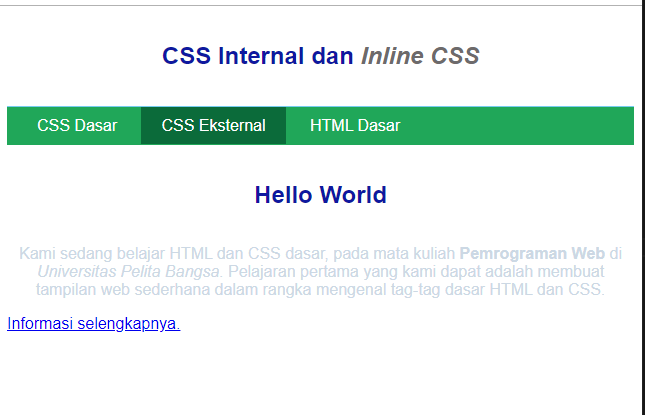 CSS Internal dan Inline CSS
CSS Dasar CSS Eksternal HTML Dasar
Hello World
Kami sedang belajar HTML dan CSS dasar, pada mata kuliah Pemrograman Web di
Universitas Pelita Bangsa. Pelajaran pertama yang kami dapat adalah membuat
tampilan web sederhana dalam rangka mengenal tag-tag dasar HTML dan CSS.
Informasi selengkapnya.